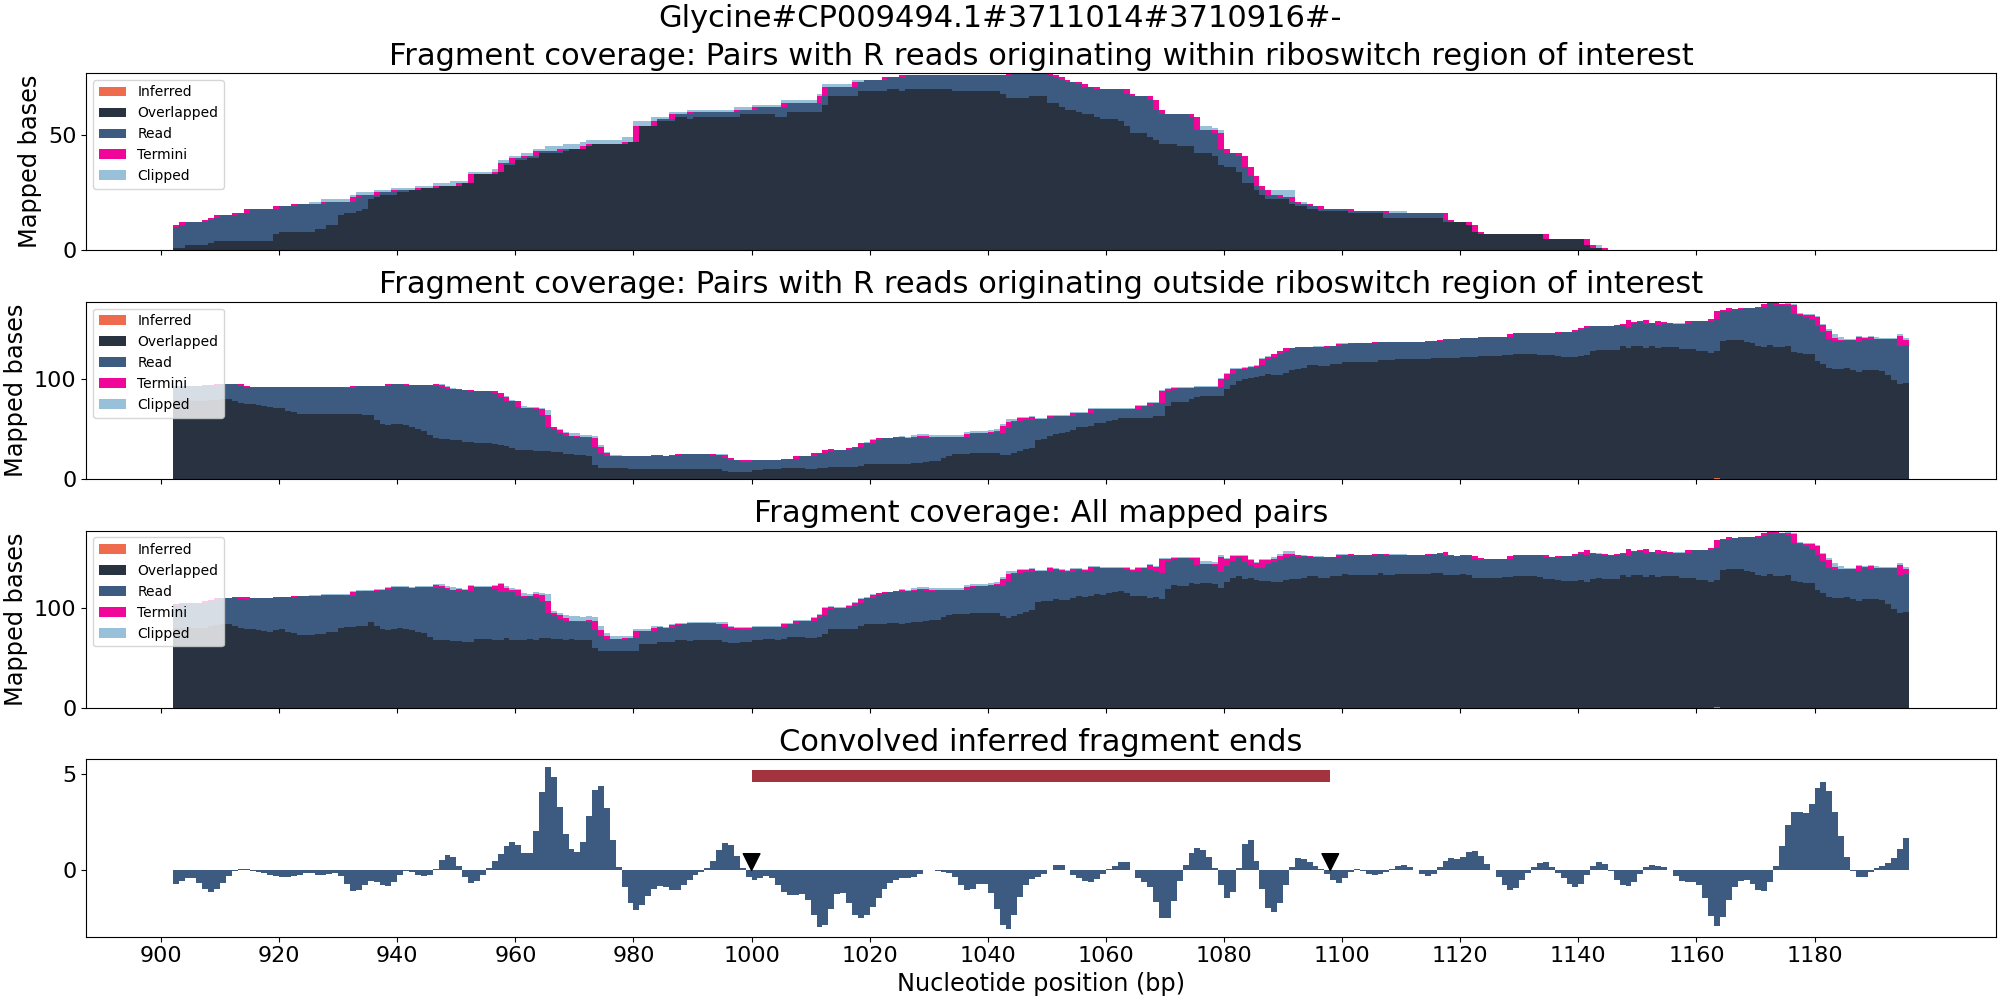 Glycine#CP009494.1#3711014#3710916#-
Fragment coverage: Pairs with R reads originating within riboswitch region of interest
Mapped bases
50
0
Inferred
Overlapped
Read
Termini
Clipped
Fragment coverage: Pairs with R reads originating outside riboswitch region of interest
Mapped bases
100
0
Inferred
Overlapped
Read
Termini
Clipped
Fragment coverage: All mapped pairs
Mapped bases
100
0
Inferred
Overlapped
Read
Termini
Clipped
Convolved inferred fragment ends
5
0
900 920 940 960 980 1000 1020 1040 1060 1080 1100 1120 1140 1160 1180
Nucleotide position (bp)